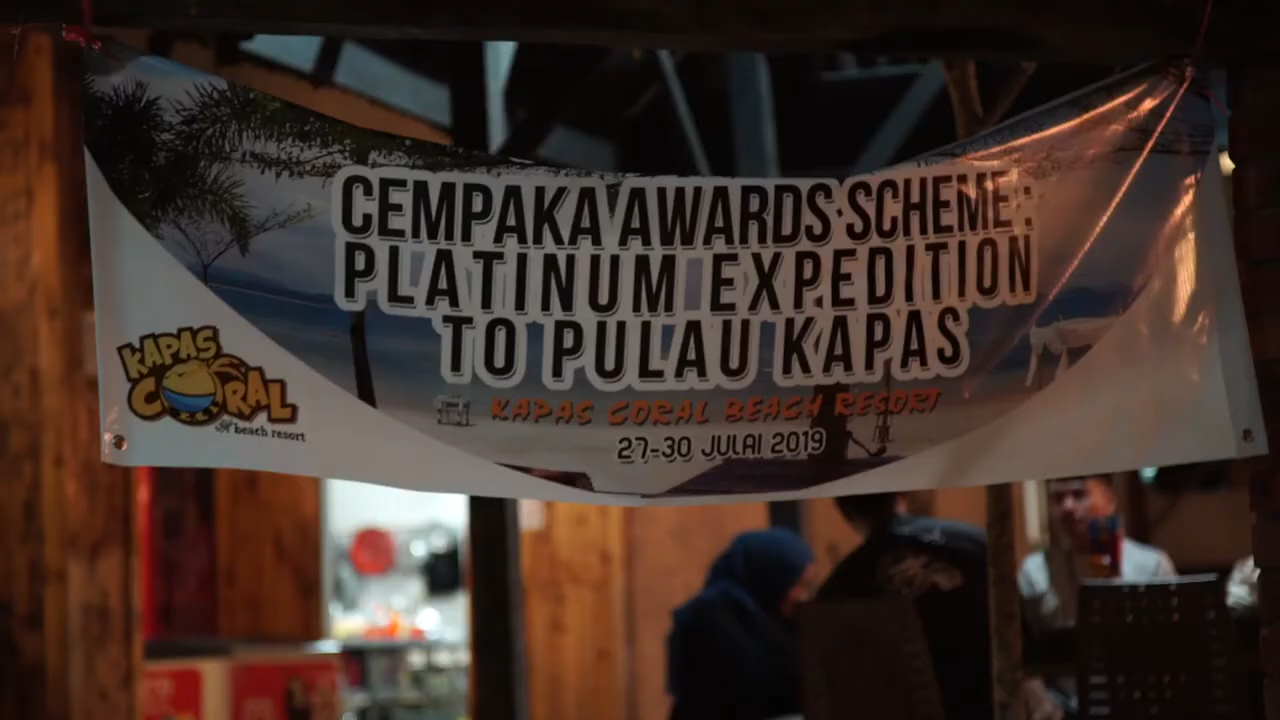 CEMPAKA AWARDS SCHEME :
PLATINUM EXPEDITION
TO PULAU KAPAS
KAPAS CORAL BEACH RESORT
27-30 JULAI 2019
KAPAS
CORAL
beach resort